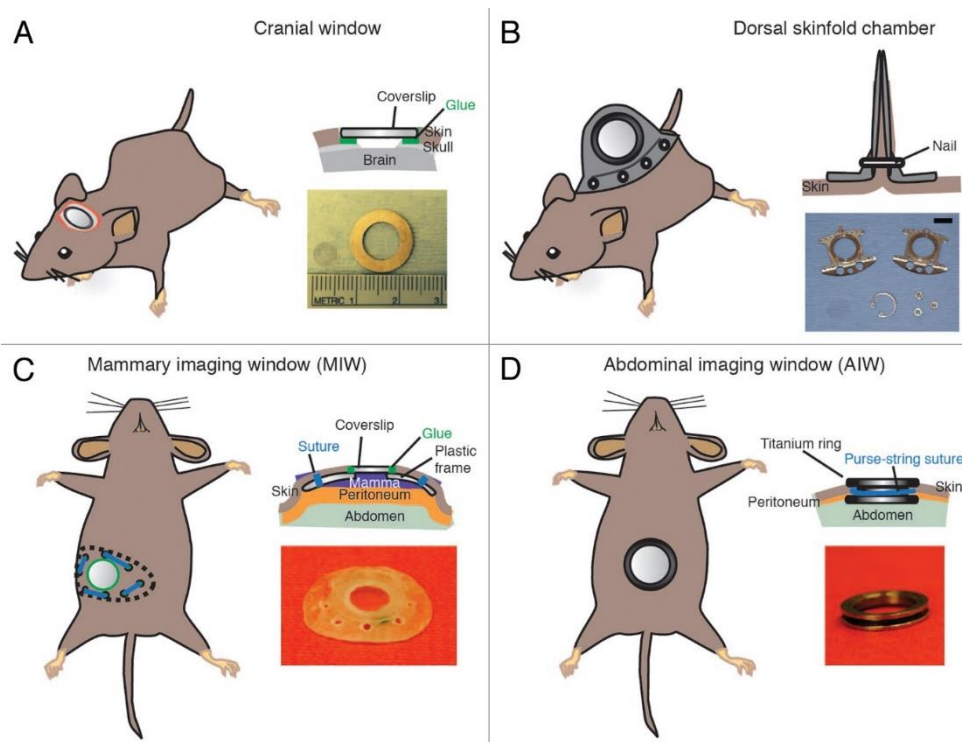 A
Cranial window
Coverslip
Glue
Skin
Skull
Brain
METRIC 1 2 3
B
Dorsal skinfold chamber
Nail
Skin
C
Mammary imaging window (MIW)
Coverslip
Suture
Glue
Plastic
frame
Mamma
Skin
Peritoneum
Abdomen
D
Abdominal imaging window (AIW)
Titanium ring
Purse-string suture
Skin
Peritoneum
Abdomen